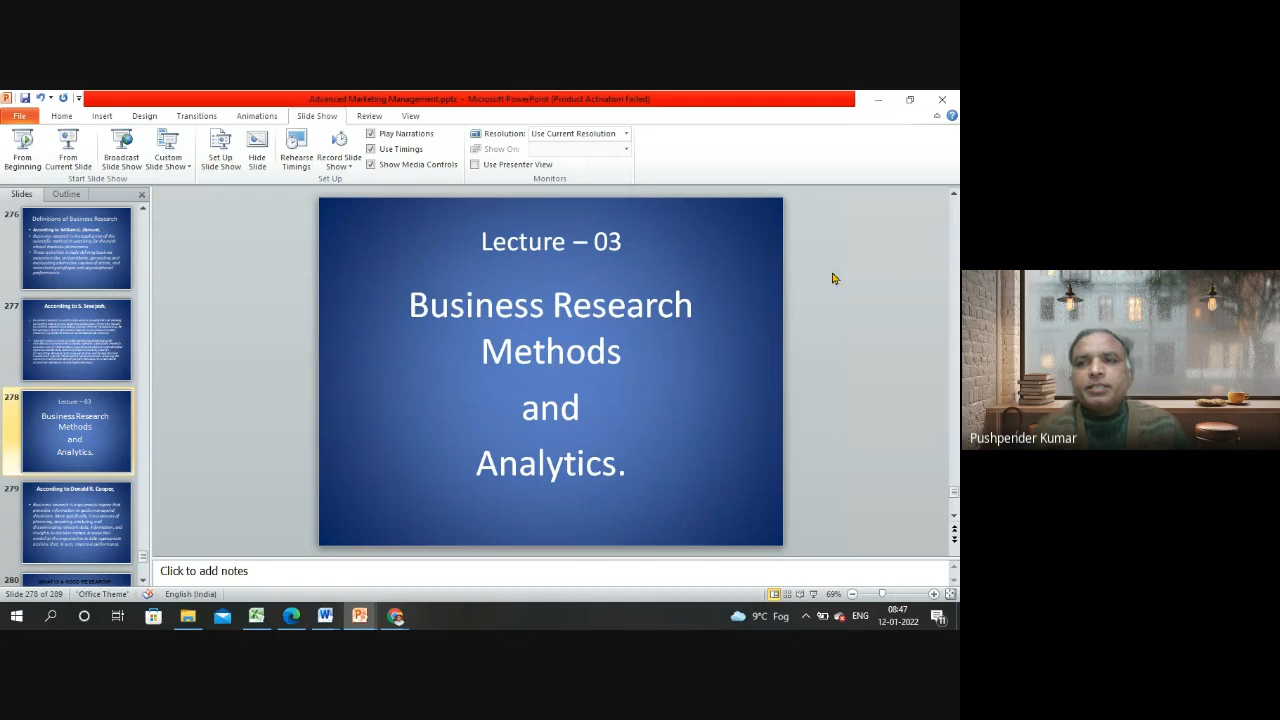 Advanced Marketing Management.pptx - Microsoft PowerPoint (Product Activation Failed)
File Home Insert Design Transitions Animations Slide Show Review View
From Beginning
From Current Slide
Broadcast Slide Show
Custom Slide Show
Set Up Slide Show
Hide Slide
Rehearse Timings
Record Slide Show
Play Narrations
Use Timings
Show Media Controls
Resolution: Use Current Resolution
Show On:
Use Presenter View
Start Slide Show
Set Up
Monitors
Slides Outline
276
Definitions of Business Research
277
278
Lecture – 03
Business Research
Methods
and
Analytics.
279
According to Donald R. Cooper,
280
WHAT IS A GOOD RESEARCH?
Lecture – 03
Business Research
Methods
and
Analytics.
Click to add notes
Slide 278 of 289 "Office Theme" English (India) 69%
9°C Fog ENG 08:47
12-01-2022
Pushpender Kumar